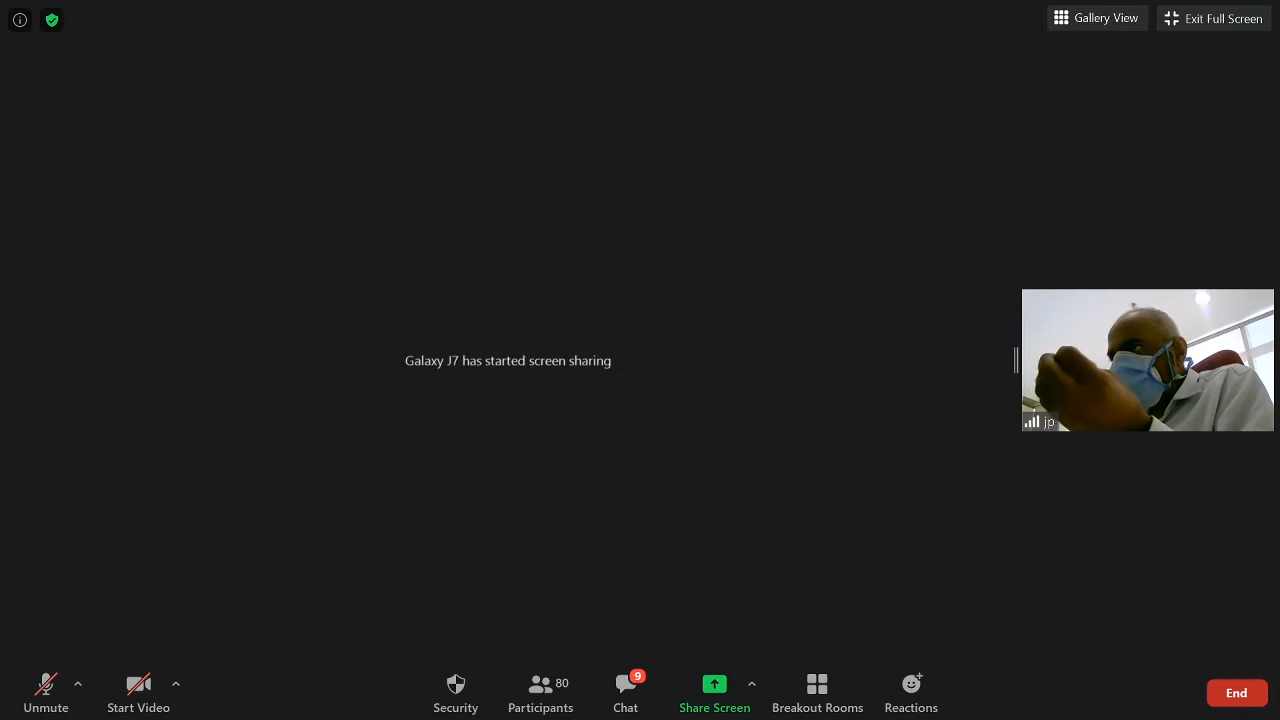 Gallery View
Exit Full Screen
Galaxy J7 has started screen sharing
jp
80
9
Unmute
Start Video
Security
Participants
Chat
Share Screen
Breakout Rooms
Reactions
End